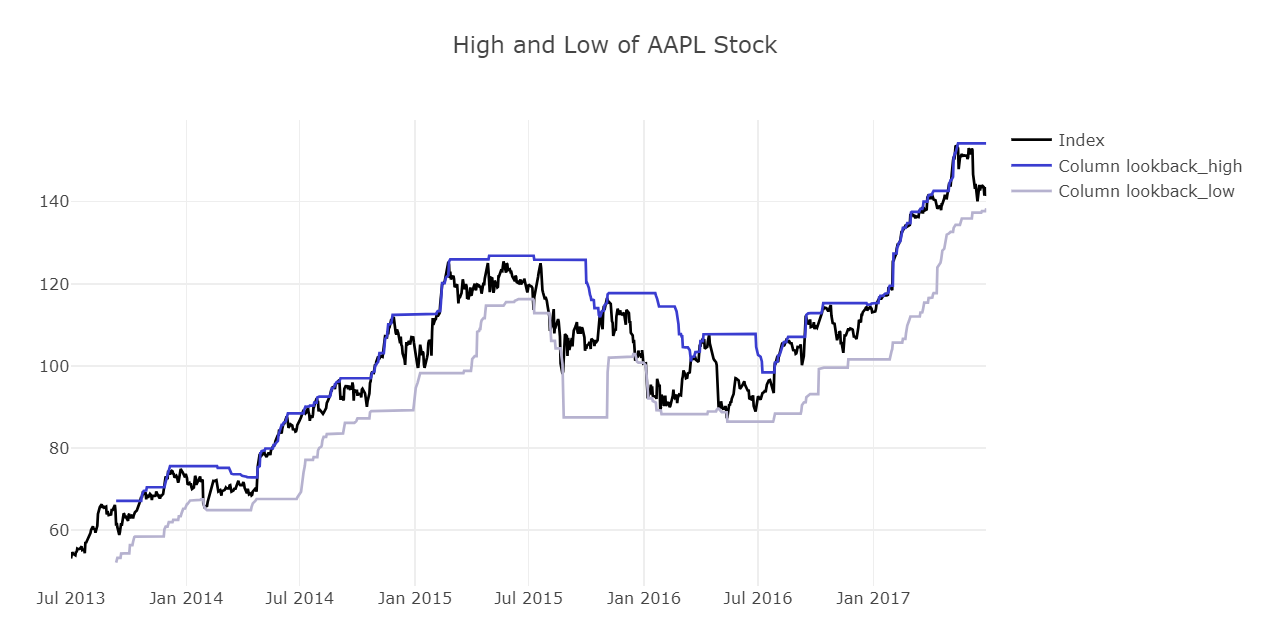 High and Low of AAPL Stock
Index
Column lookback_high
Column lookback_low
140
120
100
80
60
Jul 2013 Jan 2014 Jul 2014 Jan 2015 Jul 2015 Jan 2016 Jul 2016 Jan 2017